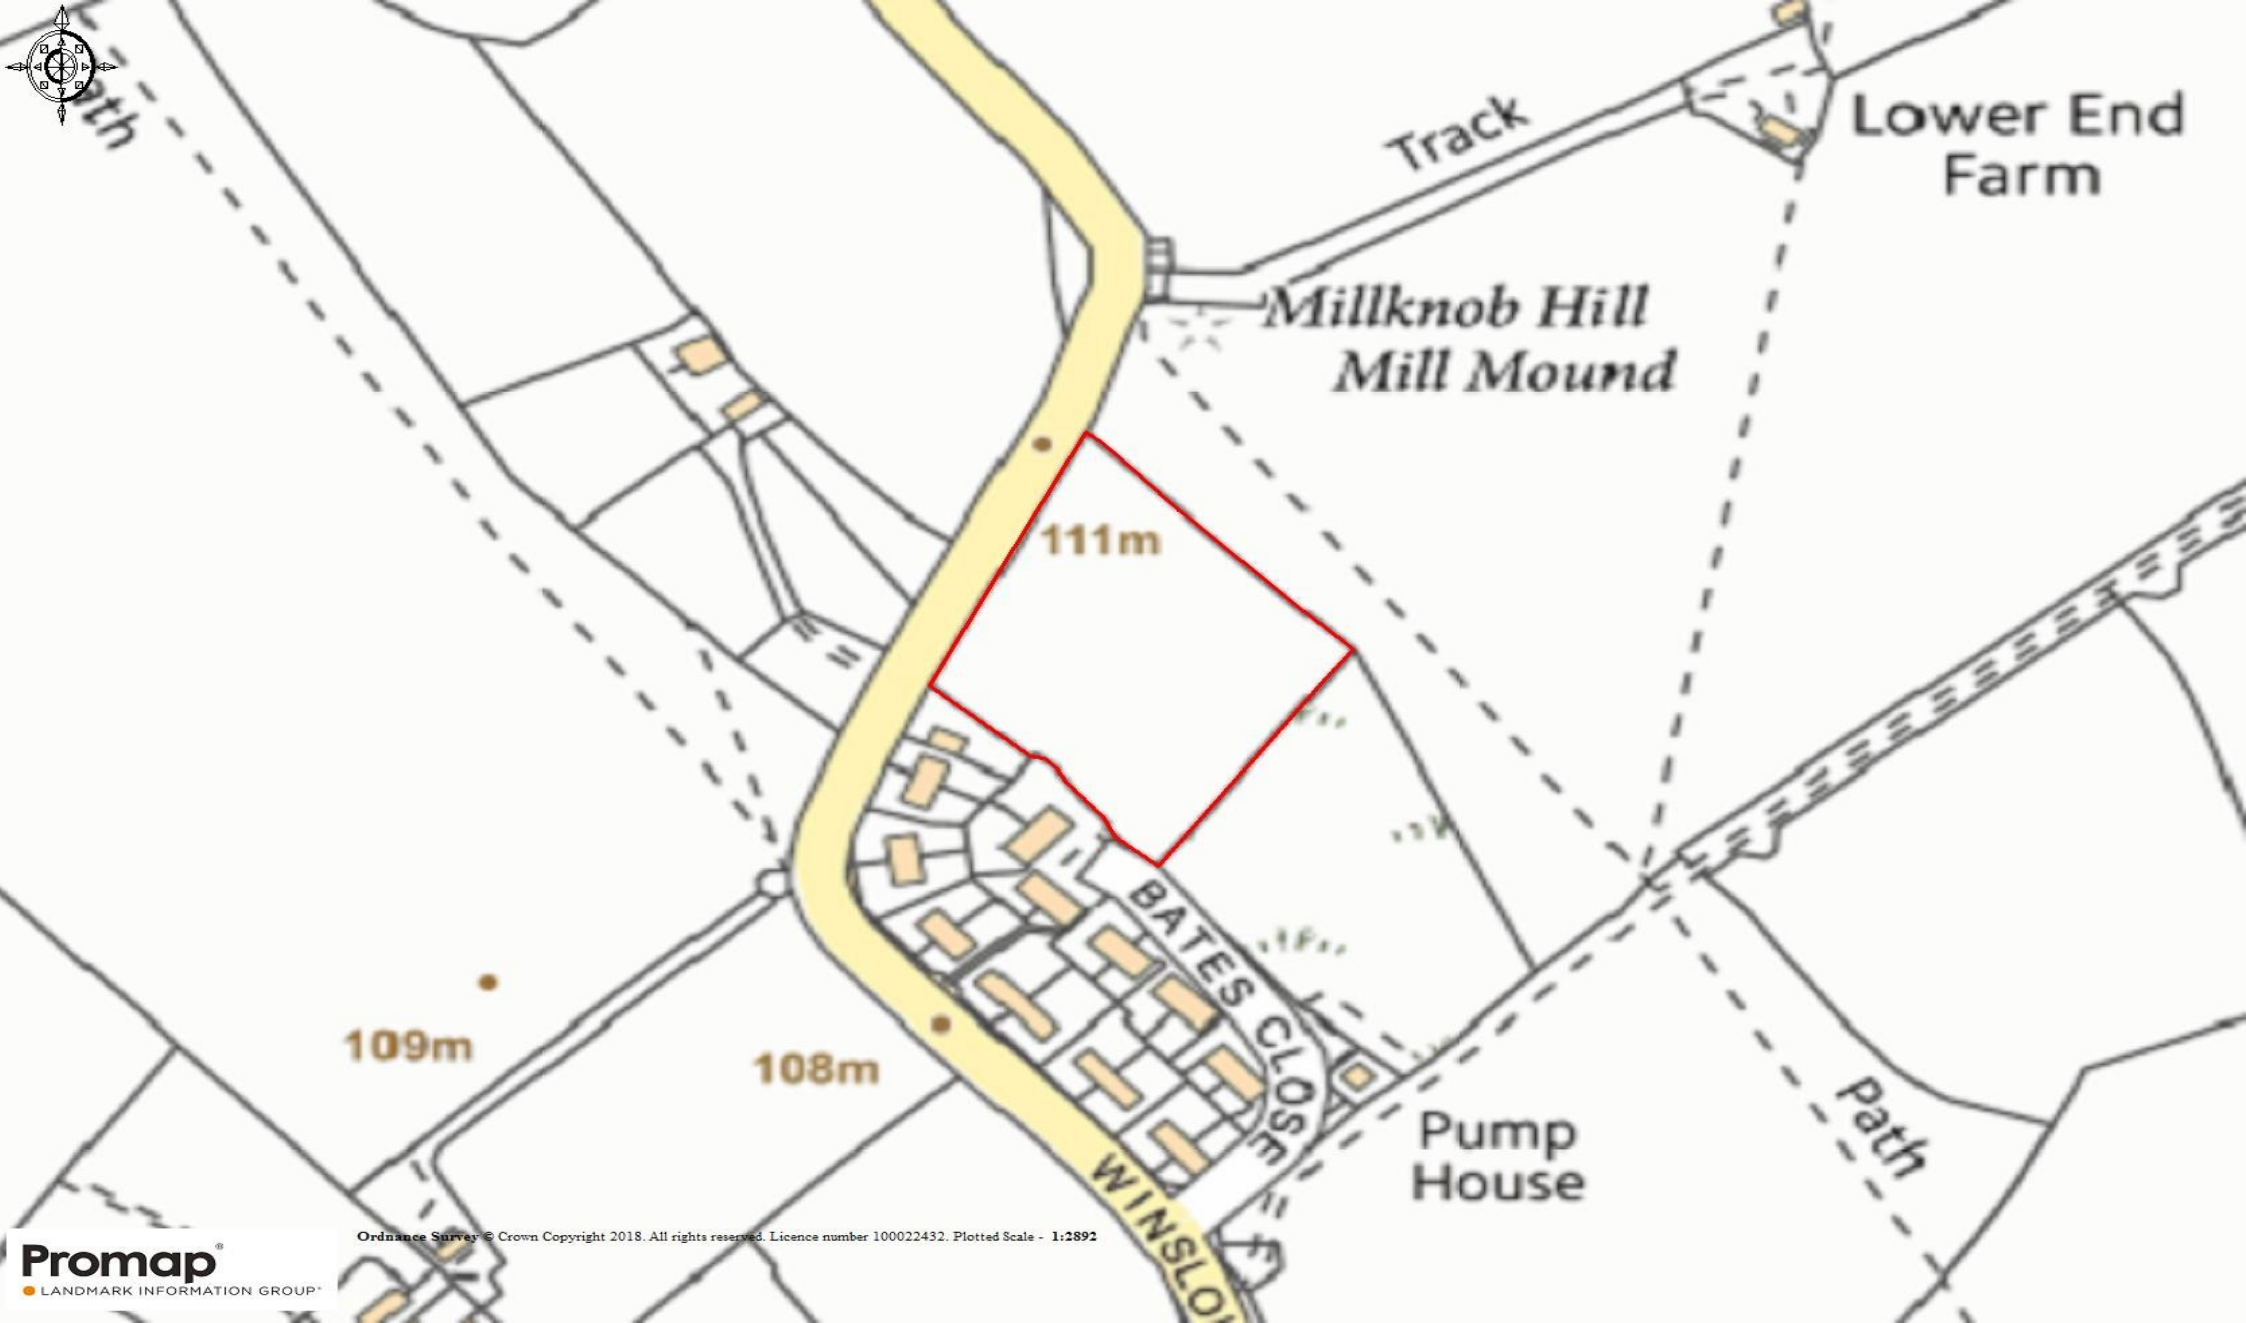 Track
Lower End
Farm
Millknob Hill
Mill Mound
111m
BATES CLOSE
109m
108m
Pump
House
Path
Ordnance Survey © Crown Copyright 2018. All rights reserved. Licence number 100022432. Plotted Scale - 1:2892
Promap®
LANDMARK INFORMATION GROUP®